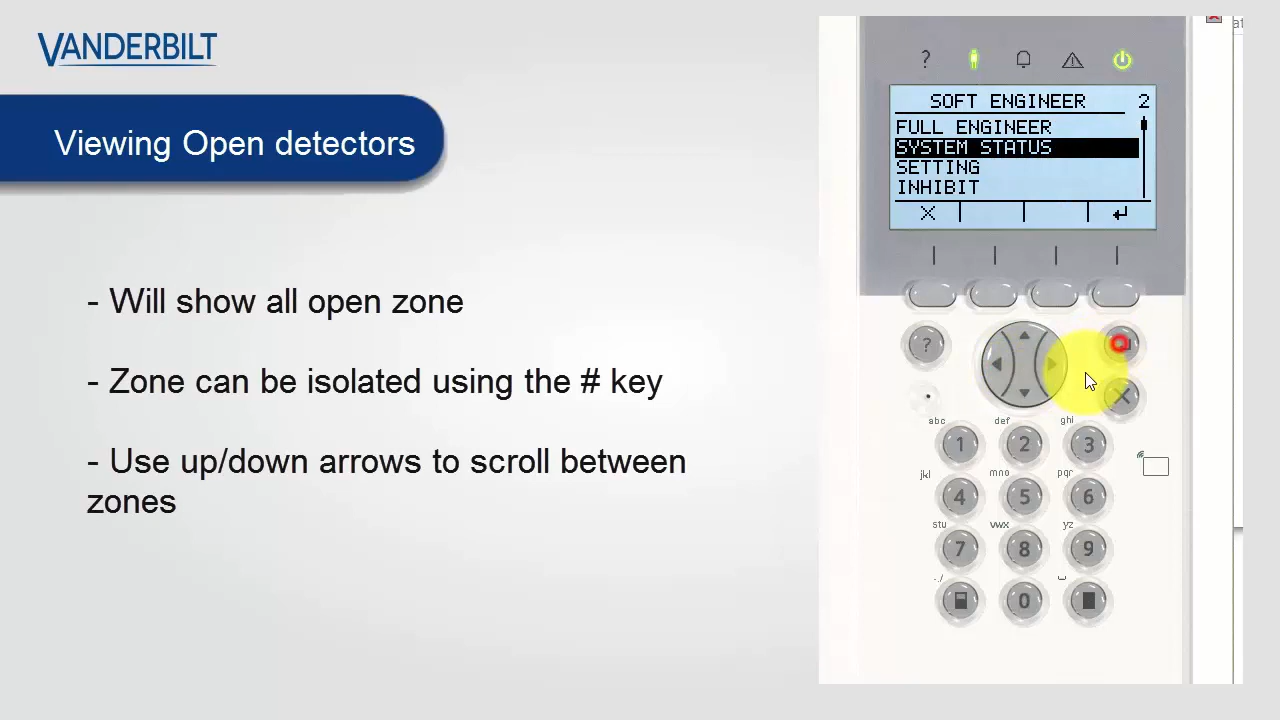 VANDERBILT
Viewing Open detectors
- Will show all open zone
- Zone can be isolated using the # key
- Use up/down arrows to scroll between
zones
?
SOFT ENGINEER 2
FULL ENGINEER
SYSTEM STATUS
SETTING
INHIBIT
?
abc def ghi
1 2 3
jkl mno pqr
4 5 6
stu vwx yz
7 8 9
0